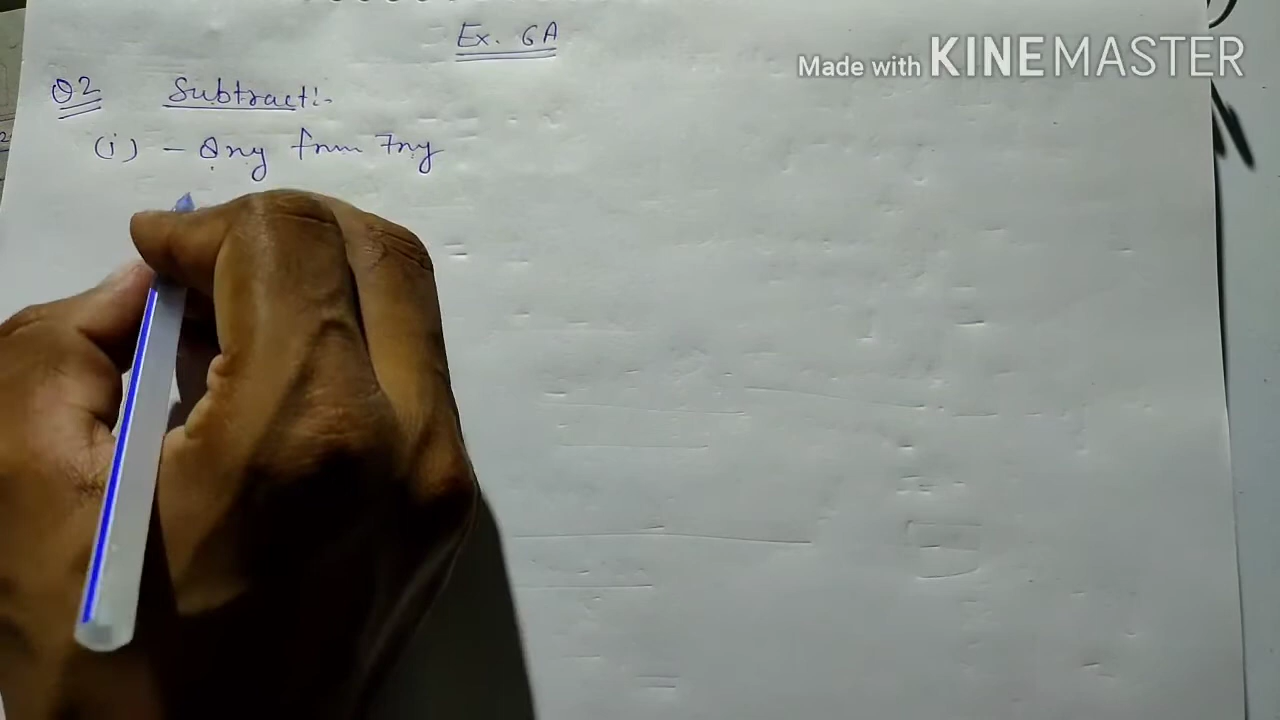 Ex. 6A
Made with KINEMASTER
Q2 Subtract:-
(i) - 8xy from 7xy